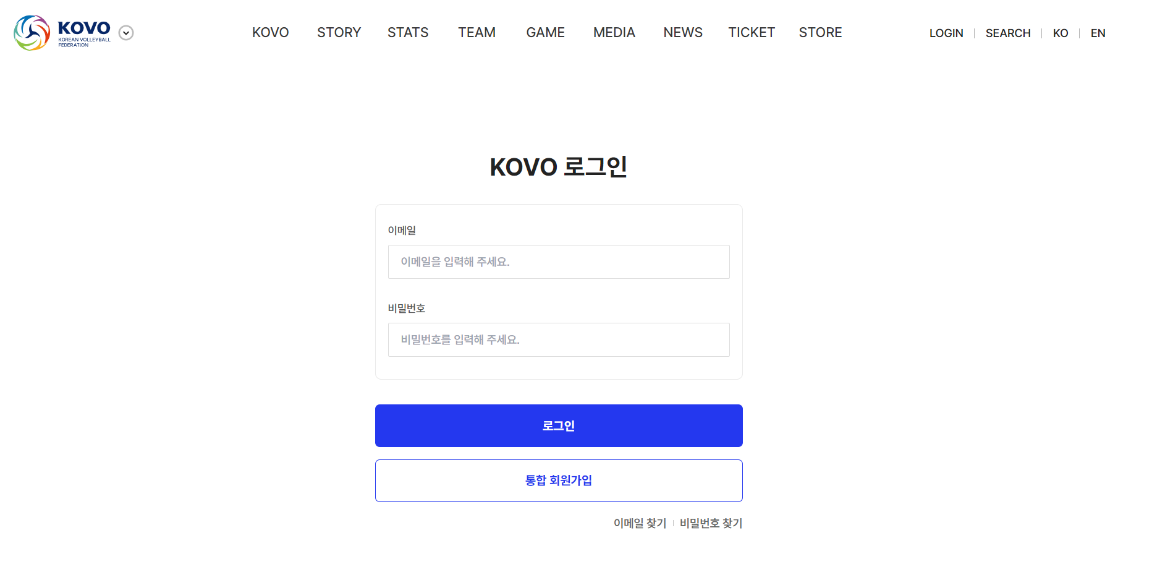 KOVO
KOREAN VOLLEYBALL
FEDERATION
KOVO STORY STATS TEAM GAME MEDIA NEWS TICKET STORE
LOGIN SEARCH KO EN
KOVO 로그인
이메일
이메일을 입력해 주세요.
비밀번호
비밀번호를 입력해 주세요.
로그인
통합 회원가입
이메일 찾기 비밀번호 찾기